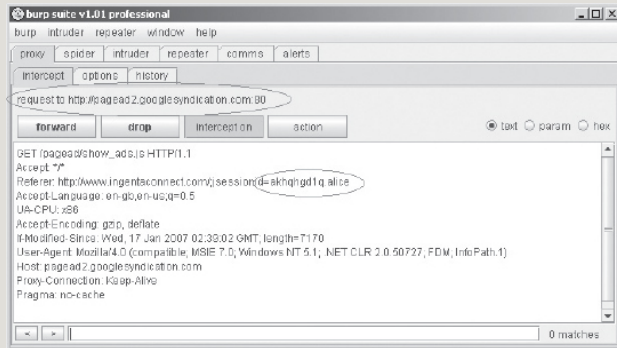 burp suite v1.01 professional
burp intruder repeater window help
proxy spider intruder repeater comms alerts
intercept options history
request to http://pagead2.googlesyndication.com:80
forward drop interception action text param hex
GET /pagead/show_ads.js HTTP/1.1
Accept: */*
Referer: http://www.ingentaconnect.com/;jsessionid=akhqhgd1q.alice
Accept-Language: en-gb,en-us;q=0.5
UA-CPU: x86
Accept-Encoding: gzip, deflate
If-Modified-Since: Wed, 17 Jan 2007 02:39:02 GMT; length=7170
User-Agent: Mozilla/4.0 (compatible; MSIE 7.0; Windows NT 5.1; .NET CLR 2.0.50727; FDM; InfoPath.1)
Host: pagead2.googlesyndication.com
Proxy-Connection: Keep-Alive
Pragma: no-cache
< > 0 matches